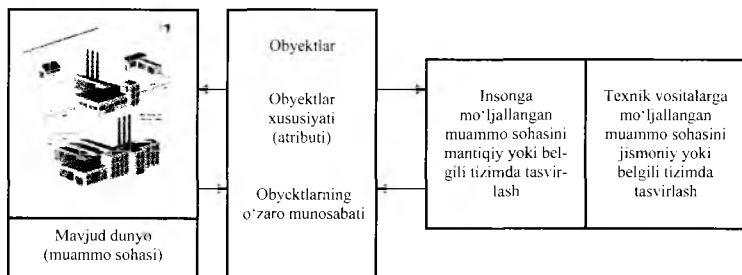 Obyektlar
Obyektlar
xususiyati
(atributi)
Obyektlarning
o‘zaro munosabati
Mavjud dunyo
(muammo sohasi)
Insonga
mo‘ljallangan
muammo sohasini
mantiqiy yoki bel-
gili tizimda tasvir-
lash
Texnik vositalarga
mo‘ljallangan
muammo sohasini
jismoniy yoki
belgili tizimda
tasvirlash